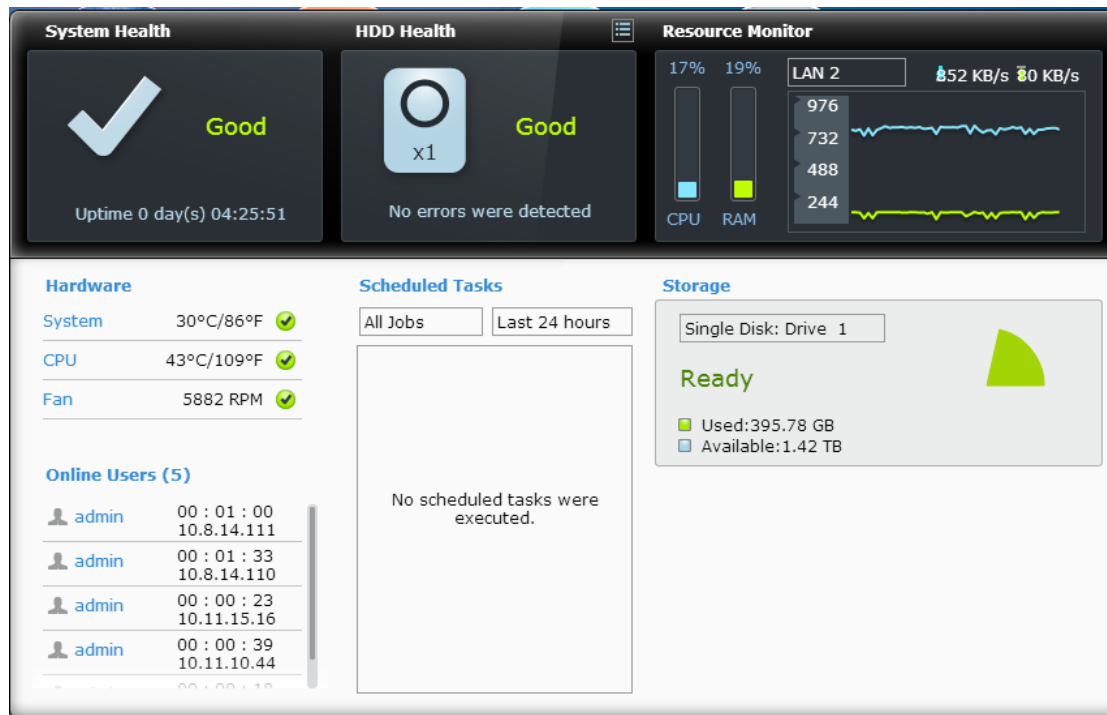 System Health
Good
Uptime 0 day(s) 04:25:51
HDD Health
x1
Good
No errors were detected
Resource Monitor
17% 19%
CPU RAM
LAN 2
852 KB/s 80 KB/s
976
732
488
244
Hardware
System 30°C/86°F
CPU 43°C/109°F
Fan 5882 RPM
Online Users (5)
admin 00 : 01 : 00
10.8.14.111
admin 00 : 01 : 33
10.8.14.110
admin 00 : 00 : 23
10.11.15.16
admin 00 : 00 : 39
10.11.10.44
Scheduled Tasks
All Jobs Last 24 hours
No scheduled tasks were
executed.
Storage
Single Disk: Drive 1
Ready
Used:395.78 GB
Available:1.42 TB